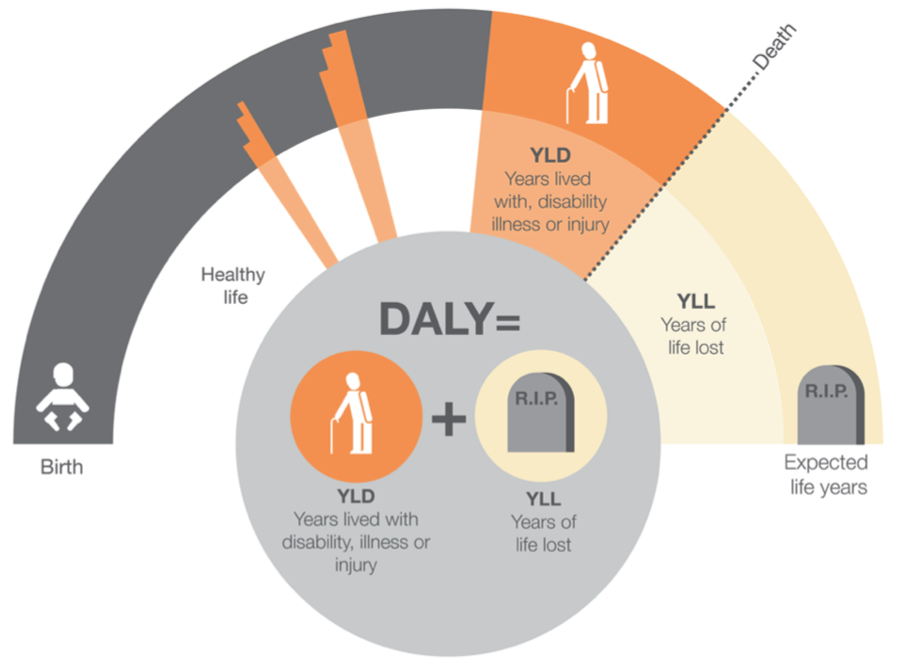 Death
YLD
Years lived
with, disability
illness or injury
Healthy
life
YLL
Years of
life lost
DALY=
R.I.P.
+
R.I.P.
Birth
Expected
life years
YLD
Years lived with
disability, illness or
injury
YLL
Years of
life lost